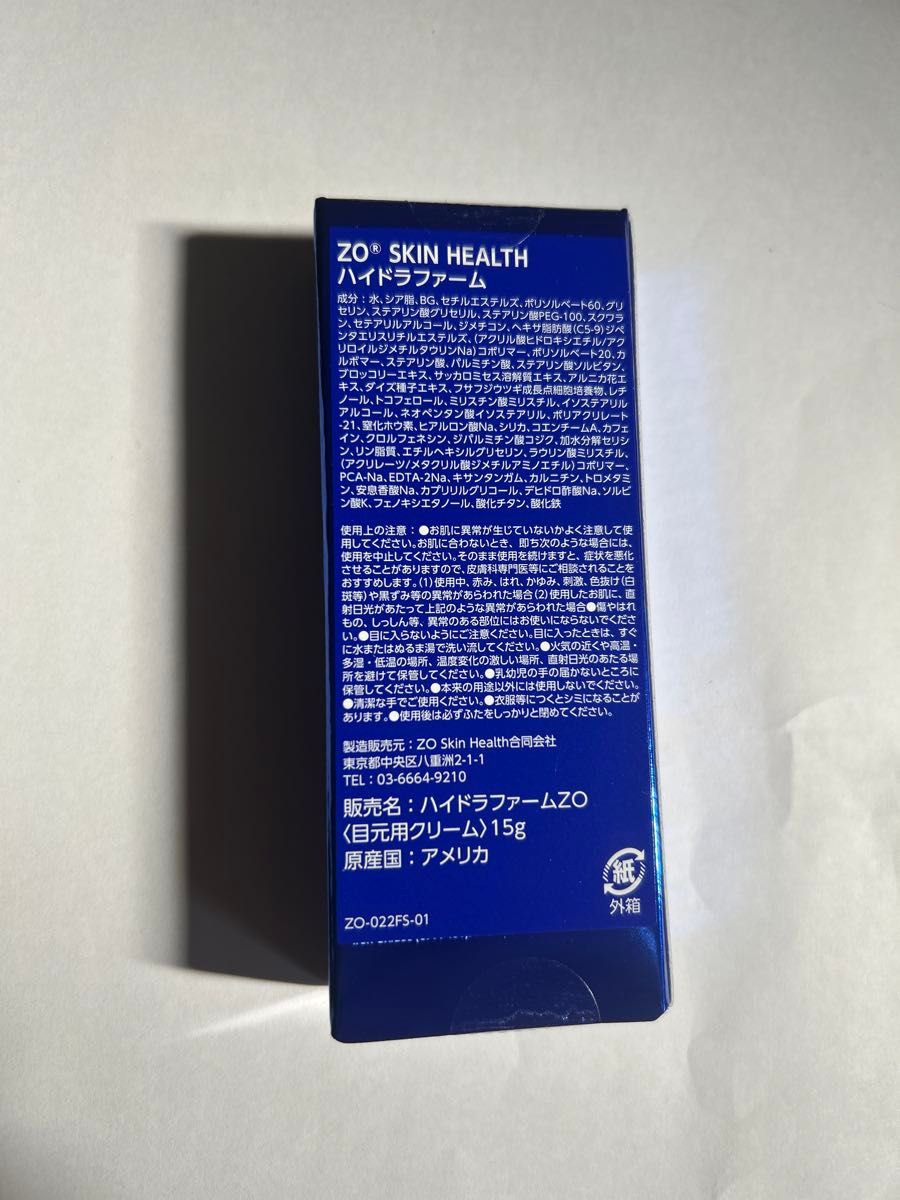 ZO® SKIN HEALTH
ハイドラファーム
成分：水、シア脂、BG、セチルエステルズ、ポリソルベート60、グリ
セリン、ステアリン酸グリセリル、ステアリン酸PEG-100、スクワラ
ン、セテアリルアルコール、ジメチコン、ヘキサ脂肪酸(C5-9)ジペ
ンタエリスリチルエステルズ、(アクリル酸ヒドロキシエチル/アク
リロイルジメチルタウリンNa)コポリマー、ポリソルベート20、カ
ルボマー、ステアリン酸、パルミチン酸、ステアリン酸ソルビタン、
ブロッコリーエキス、サッカロミセス溶解質エキス、アルニカ花エ
キス、ダイズ種子エキス、フサフジウツギ成長点細胞培養物、レチ
ノール、トコフェロール、ミリスチン酸ミリスチル、イソステアリル
アルコール、ネオペンタン酸イソステアリル、ポリアクリレート
-21、窒化ホウ素、ヒアルロン酸Na、シリカ、コエンチームA、カフェ
イン、クロルフェネシン、ジパルミチン酸コジク、加水分解セリシ
ン、リン脂質、エチルヘキシルグリセリン、ラウリン酸ミリスチル、
(アクリレーツ/メタクリル酸ジメチルアミノエチル)コポリマー、
PCA-Na、EDTA-2Na、キサンタンガム、カルニチン、トロメタミ
ン、安息香酸Na、カプリリルグリコール、デヒドロ酢酸Na、ソルビ
ン酸K、フェノキシエタノール、酸化チタン、酸化鉄
使用上の注意：●お肌に異常が生じていないかよく注意して使
用してください。お肌に合わないとき、即ち次のような場合には、
使用を中止してください。そのまま使用を続けますと、症状を悪化
させることがありますので、皮膚科専門医等にご相談されることを
おすすめします。(1)使用中、赤み、はれ、かゆみ、刺激、色抜け(白
斑等)や黒ずみ等の異常があらわれた場合(2)使用したお肌に、直
射日光があたって上記のような異常があらわれた場合●傷やはれ
もの、しっしん等、異常のある部位にはお使いにならないでくださ
い。●目に入らないようにご注意ください。目に入ったときは、すぐ
に水またはぬるま湯で洗い流してください。●火気の近くや高温・
多湿・低温の場所、温度変化の激しい場所、直射日光のあたる場
所を避けて保管してください。●乳幼児の手の届かないところに
保管してください。●本来の用途以外には使用しないでください。
●清潔な手でご使用ください。●衣服等につくとシミになることが
あります。●使用後は必ずふたをしっかりと閉めてください。
製造販売元：ZO Skin Health合同会社
東京都中央区八重洲2-1-1
TEL：03-6664-9210
販売名：ハイドラファームZO
〈目元用クリーム〉15g
原産国：アメリカ
紙
外箱
ZO-022FS-01